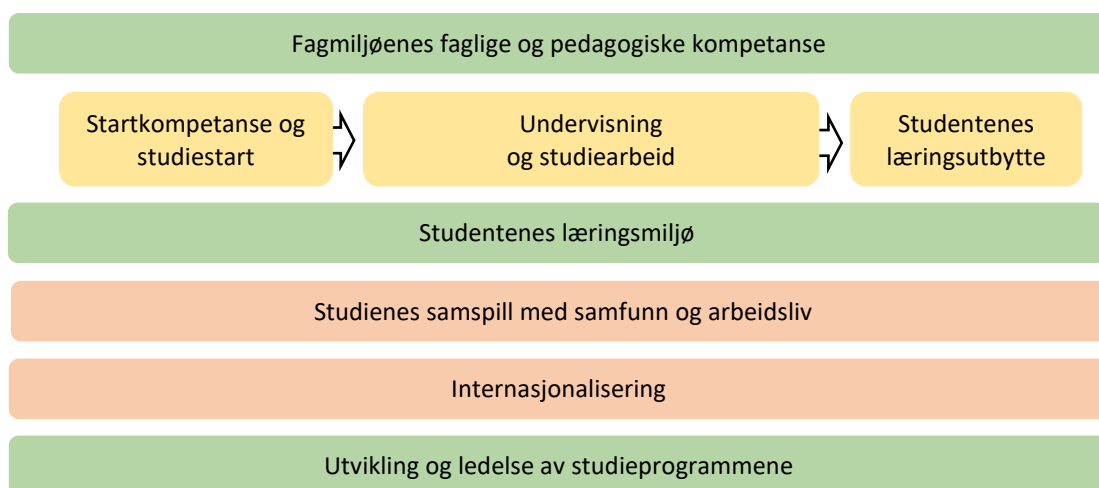 Fagmiljøenes faglige og pedagogiske kompetanse
Startkompetanse og
studiestart
Undervisning
og studiearbeid
Studentenes
læringsutbytte
Studentenes læringsmiljø
Studienes samspill med samfunn og arbeidsliv
Internasjonalisering
Utvikling og ledelse av studieprogrammene